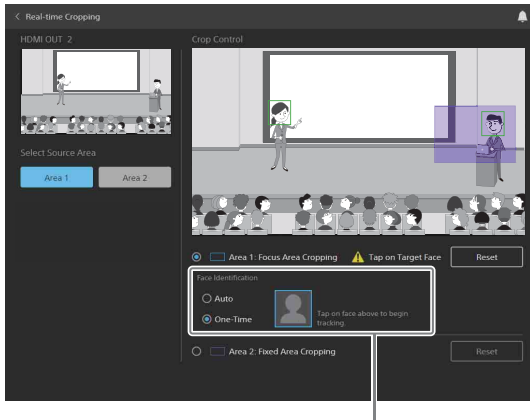 Real-time Cropping
HDMI OUT 2
Crop Control
Select Source Area
Area 1
Area 2
Area 1: Focus Area Cropping
Tap on Target Face
Reset
Face Identification
Auto
One-Time
Tap on face above to begin
tracking.
Area 2: Fixed Area Cropping
Reset